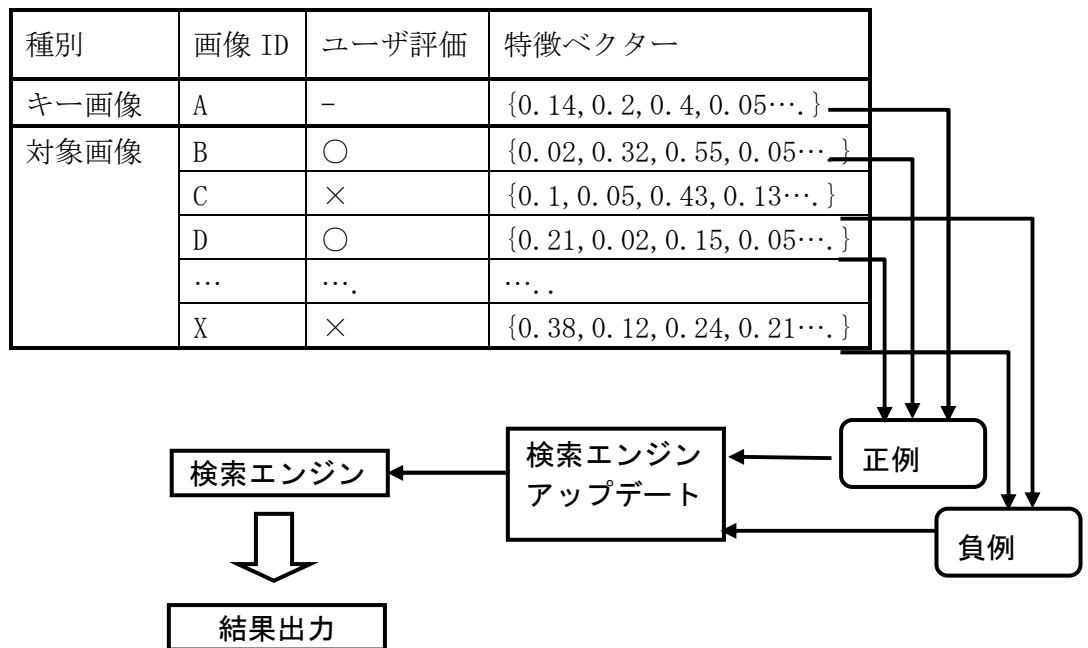 種別 画像 ID ユーザ評価 特徴ベクター
キー画像 A - {0.14,0.2,0.4,0.05….}
対象画像 B ○ {0.02,0.32,0.55,0.05….}
C × {0.1,0.05,0.43,0.13….}
D ○ {0.21,0.02,0.15,0.05….}
… …. …..
X × {0.38,0.12,0.24,0.21….}
検索エンジン
検索エンジン
アップデート
正例
負例
結果出力